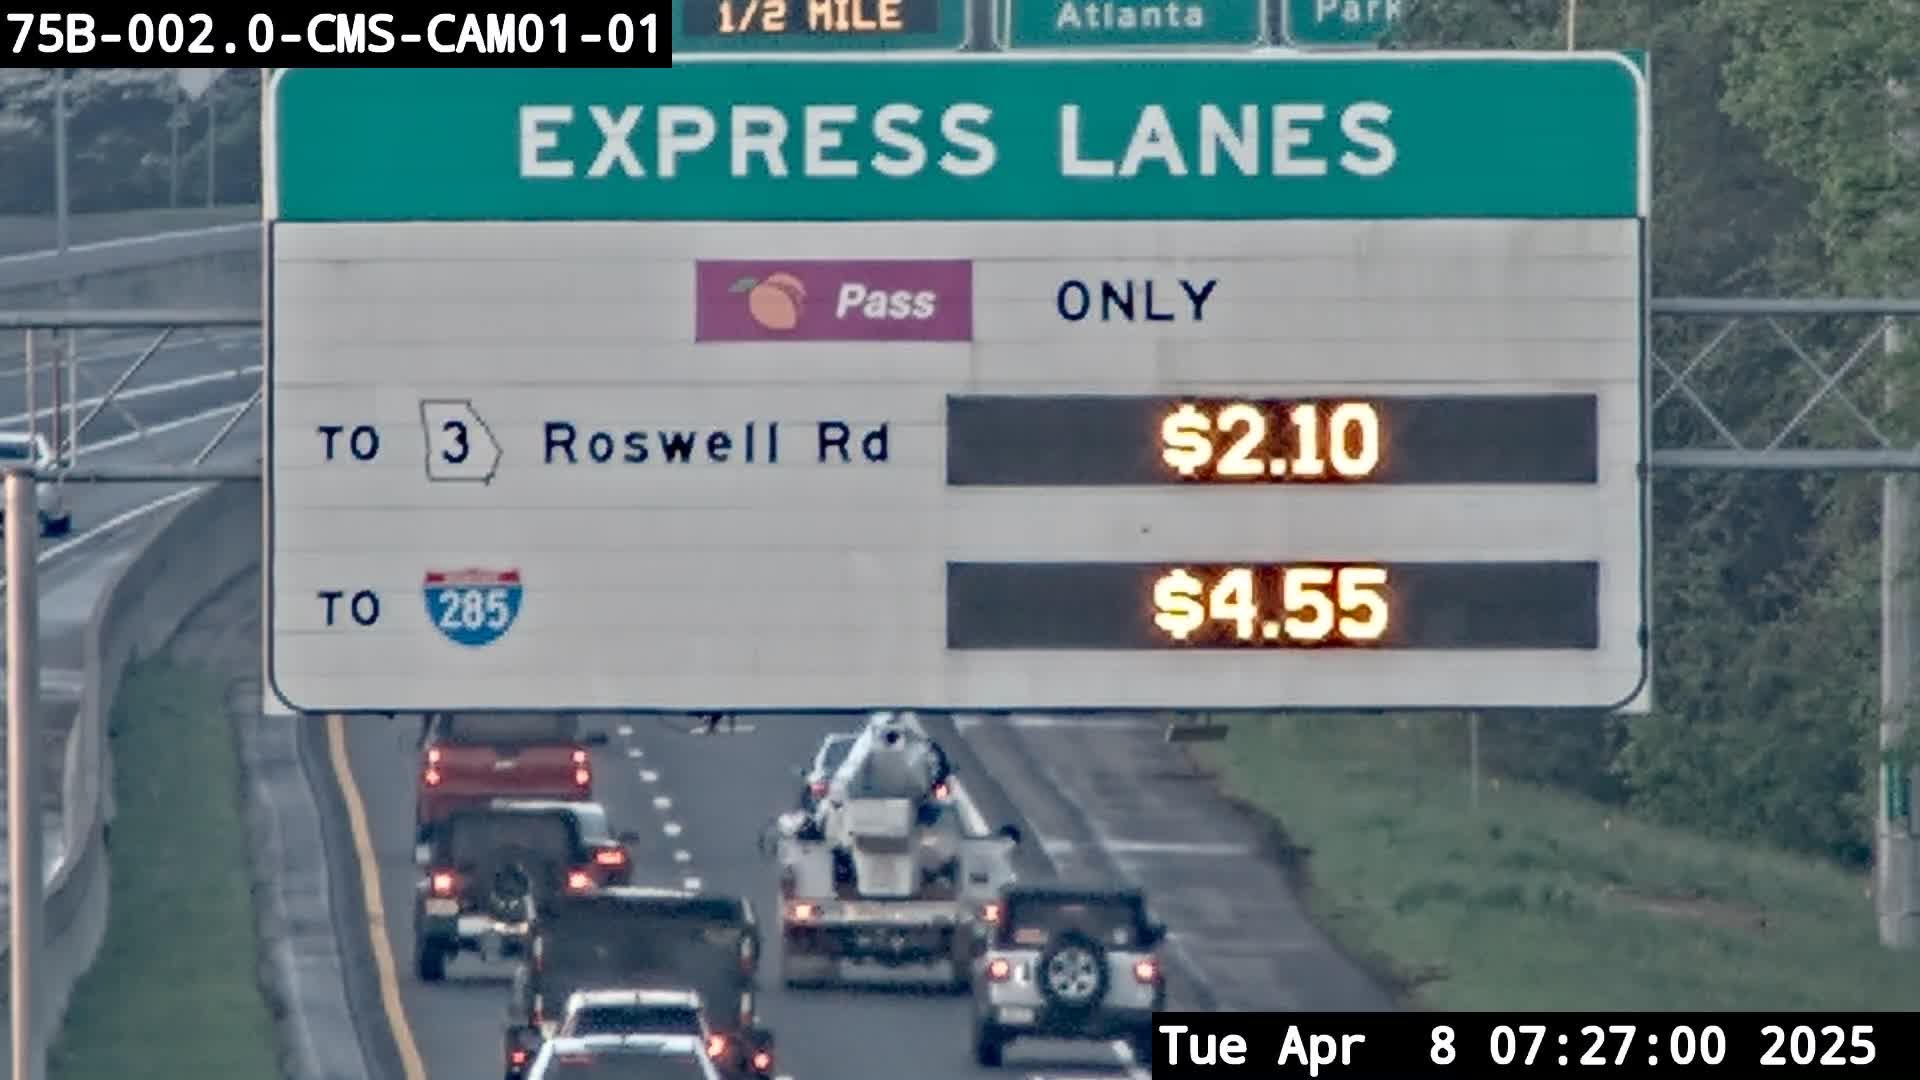 75B-002.0-CMS-CAM01-01
1/2 MILE
Atlanta
Park
EXPRESS LANES
Pass ONLY
TO 3 Roswell Rd $2.10
TO 285 $4.55
Tue Apr 8 07:27:00 2025